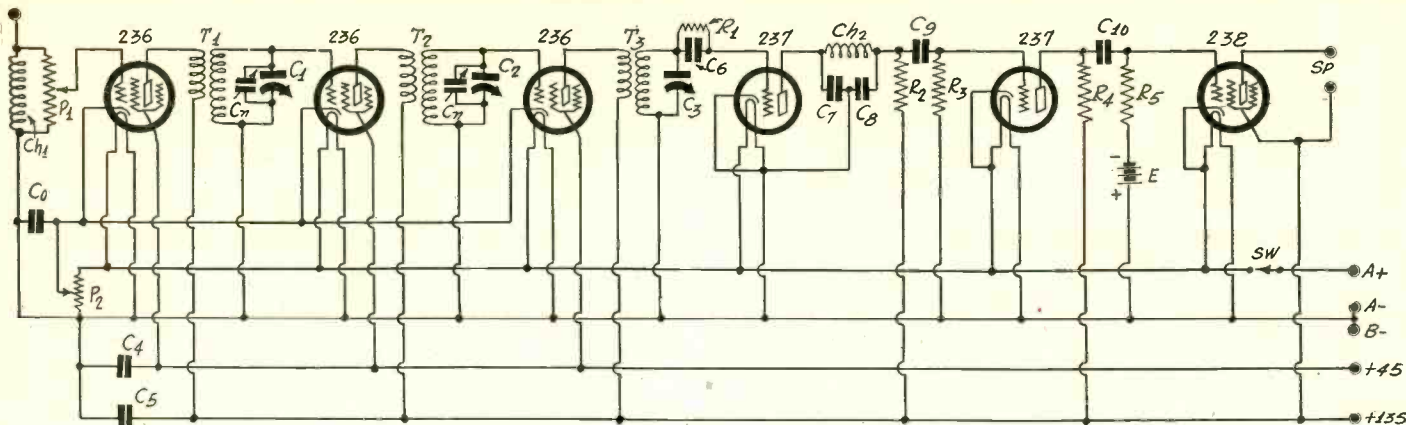 236
T1
236
T2
236
T3
R1
237
Ch2
C9
237
C10
238
P1
Cn
C1
Cn
C2
C3
C6
C7
C8
R2
R3
R4
R5
SP
Ch1
C0
- E
+
P2
SW
A+
A-
B-
C4
+45
C5
+135